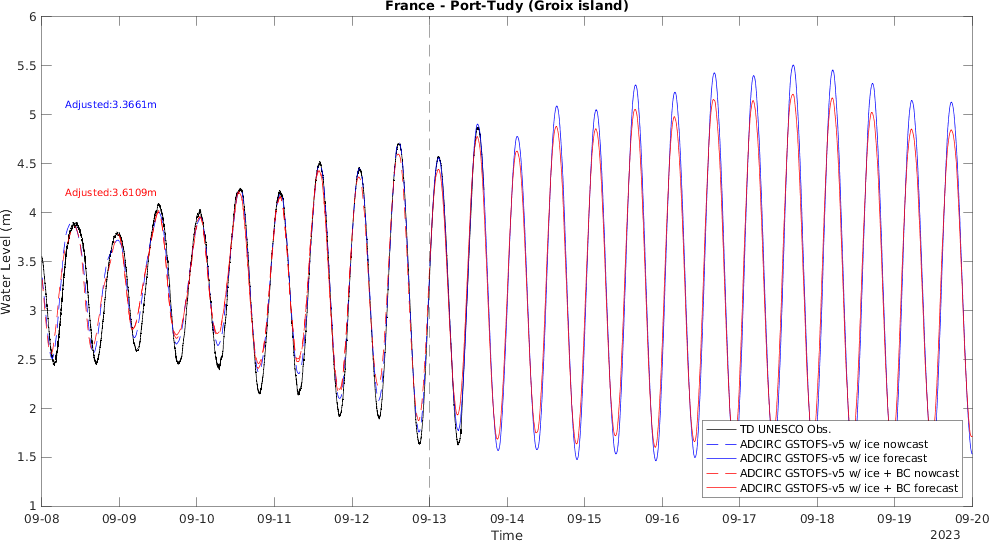 France - Port-Tudy (Groix island)
6
5.5
5
4.5
4
3.5
3
2.5
2
1.5
1
Water Level (m)
Adjusted:3.3661m
Adjusted:3.6109m
TD UNESCO Obs.
ADCIRC GSTOFS-v5 w/ ice nowcast
ADCIRC GSTOFS-v5 w/ ice forecast
ADCIRC GSTOFS-v5 w/ ice + BC nowcast
ADCIRC GSTOFS-v5 w/ ice + BC forecast
09-08 09-09 09-10 09-11 09-12 09-13 09-14 09-15 09-16 09-17 09-18 09-19 09-20
Time
2023